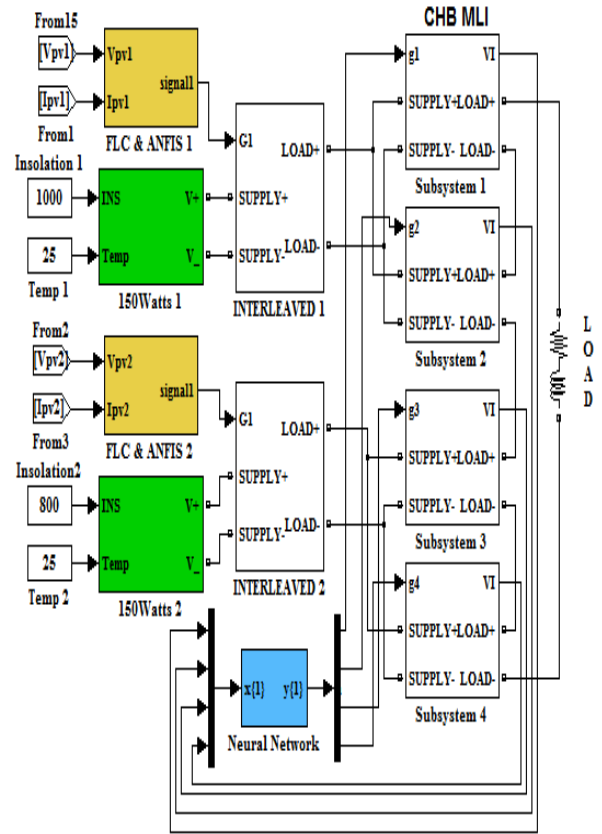 CHB MLI
From15
[Vpv1]
Vpv1
signal1
[Ipv1]
Ipv1
From1
FLC & ANFIS 1
Insolation 1
1000
INS
V+
25
Temp
V_
Temp 1
150Watts 1
G1
LOAD+
SUPPLY+
SUPPLY-
LOAD-
INTERLEAVED 1
g1
VI
SUPPLY+LOAD+
SUPPLY- LOAD-
Subsystem 1
g2
VI
SUPPLY+LOAD+
SUPPLY- LOAD-
Subsystem 2
LOAD
From2
[Vpv2]
Vpv2
signal1
[Ipv2]
Ipv2
From3
FLC & ANFIS 2
Insolation2
800
INS
V+
25
Temp
V_
Temp 2
150Watts 2
G1
LOAD+
SUPPLY+
SUPPLY-
LOAD-
INTERLEAVED 2
g3
VI
SUPPLY+LOAD+
SUPPLY- LOAD-
Subsystem 3
g4
VI
SUPPLY+LOAD+
SUPPLY- LOAD-
Subsystem 4
x{1}
y{1}
Neural Network